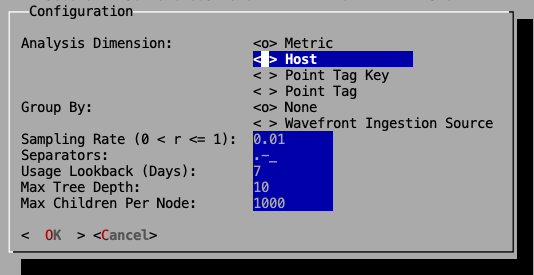 Configuration
Analysis Dimension: <o> Metric
< > Host
< > Point Tag Key
< > Point Tag
Group By: <o> None
< > Wavefront Ingestion Source
Sampling Rate (0 < r <= 1): 0.01
Separators: .-_
Usage Lookback (Days): 7
Max Tree Depth: 10
Max Children Per Node: 1000
< OK > <Cancel>